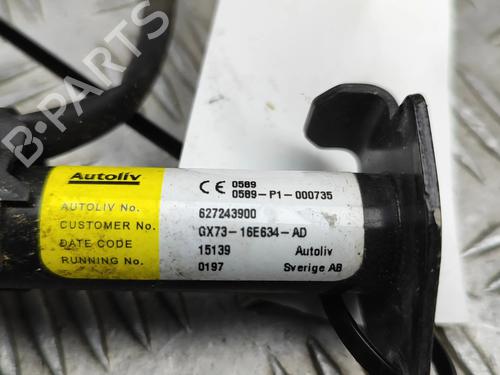 B-PARTS
Autoliv
CE 0589
0589-P1-000735
AUTOLIV No. 627243900
CUSTOMER No. GX73-16E634-AD
DATE CODE 15139 Autoliv
RUNNING No. 0197 Sverige AB